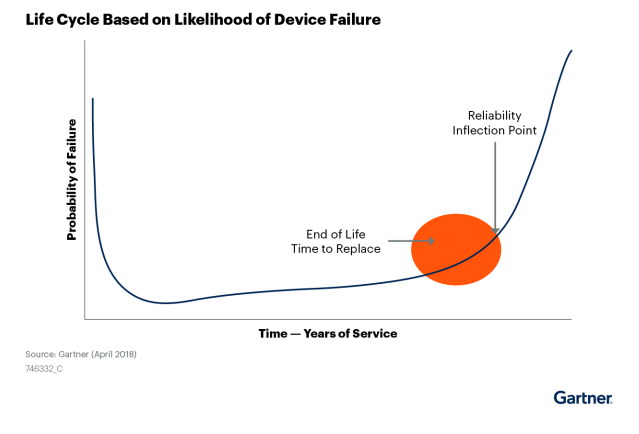 Life Cycle Based on Likelihood of Device Failure
Probability of Failure
Reliability
Inflection Point
End of Life
Time to Replace
Time — Years of Service
Source: Gartner (April 2018)
746332_C
Gartner.